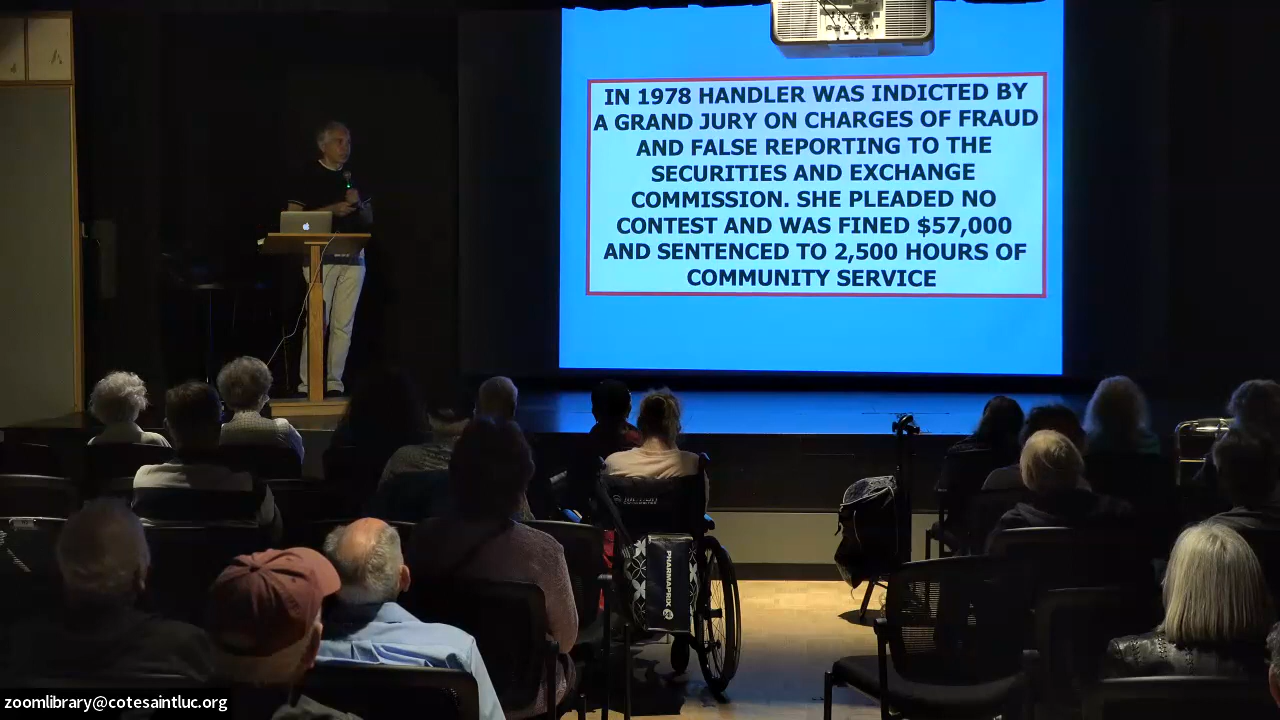 IN 1978 HANDLER WAS INDICTED BY
A GRAND JURY ON CHARGES OF FRAUD
AND FALSE REPORTING TO THE
SECURITIES AND EXCHANGE
COMMISSION. SHE PLEADED NO
CONTEST AND WAS FINED $57,000
AND SENTENCED TO 2,500 HOURS OF
COMMUNITY SERVICE
PHARMAPRIX
zoomlibrary@cotesaintluc.org